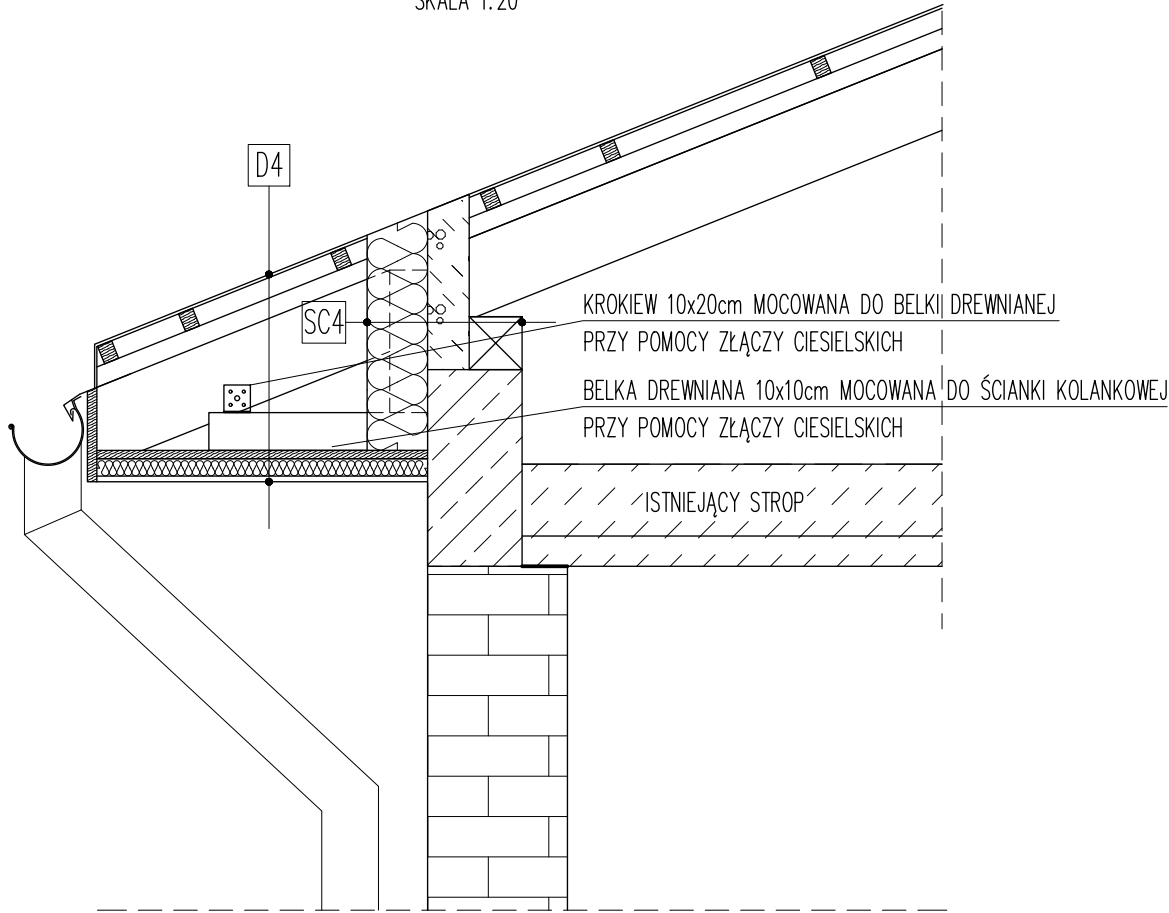 SKALA 1:20
D4
SC4
KROKIEW 10x20cm MOCOWANA DO BELKI DREWNIANEJ
PRZY POMOCY ZŁĄCZY CIESIELSKICH
BELKA DREWNIANA 10x10cm MOCOWANA DO ŚCIANKI KOLANKOWEJ
PRZY POMOCY ZŁĄCZY CIESIELSKICH
ISTNIEJĄCY STROP